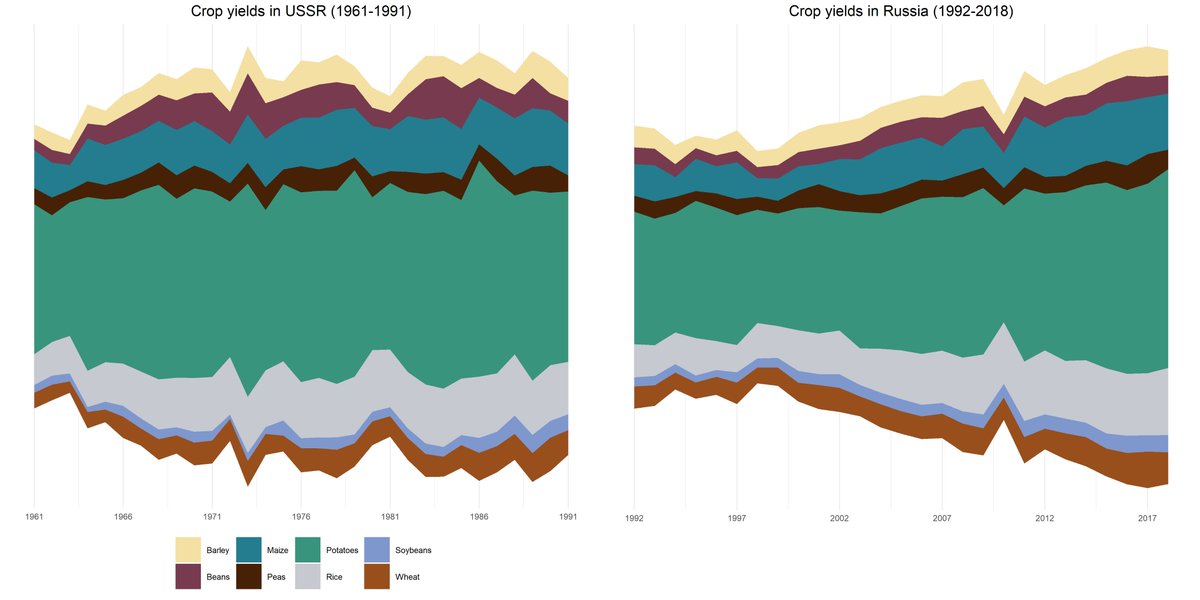 Crop yields in USSR (1961-1991)
Crop yields in Russia (1992-2018)
1961 1966 1971 1976 1981 1986 1991
1992 1997 2002 2007 2012 2017
Barley Maize Potatoes Soybeans
Beans Peas Rice Wheat